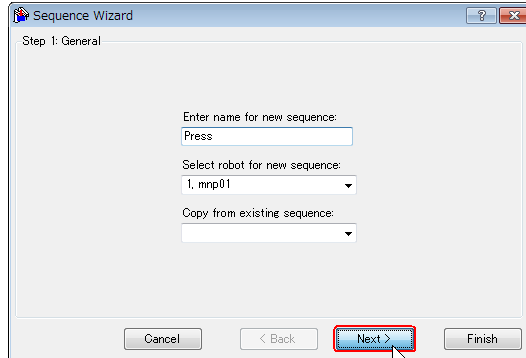 Sequence Wizard
?
Step 1: General
Enter name for new sequence:
Press
Select robot for new sequence:
1, mnp01
Copy from existing sequence:
Cancel
< Back
Next >
Finish